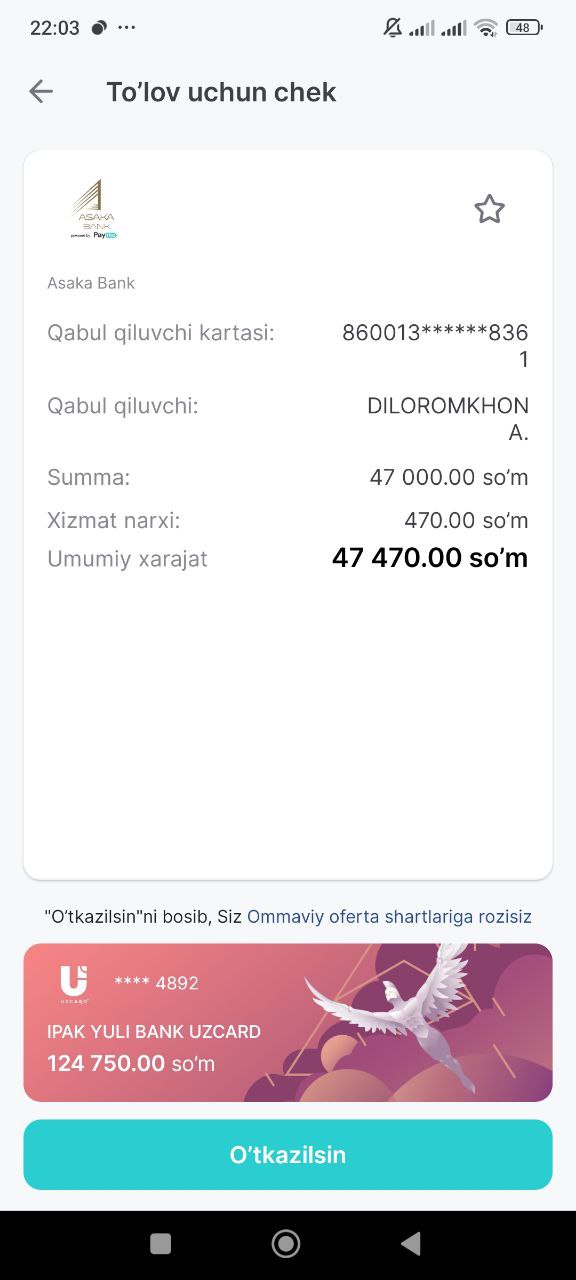 22:03
48
To’lov uchun chek
ASAKA
BANK
powered by Payme
Asaka Bank
Qabul qiluvchi kartasi:
860013******836
1
Qabul qiluvchi:
DILOROMKHON
A.
Summa:
47 000.00 so’m
Xizmat narxi:
470.00 so’m
Umumiy xarajat
47 470.00 so’m
"O’tkazilsin"ni bosib, Siz Ommaviy oferta shartlariga rozisiz
UZCARD
**** 4892
IPAK YULI BANK UZCARD
124 750.00 so’m
O’tkazilsin